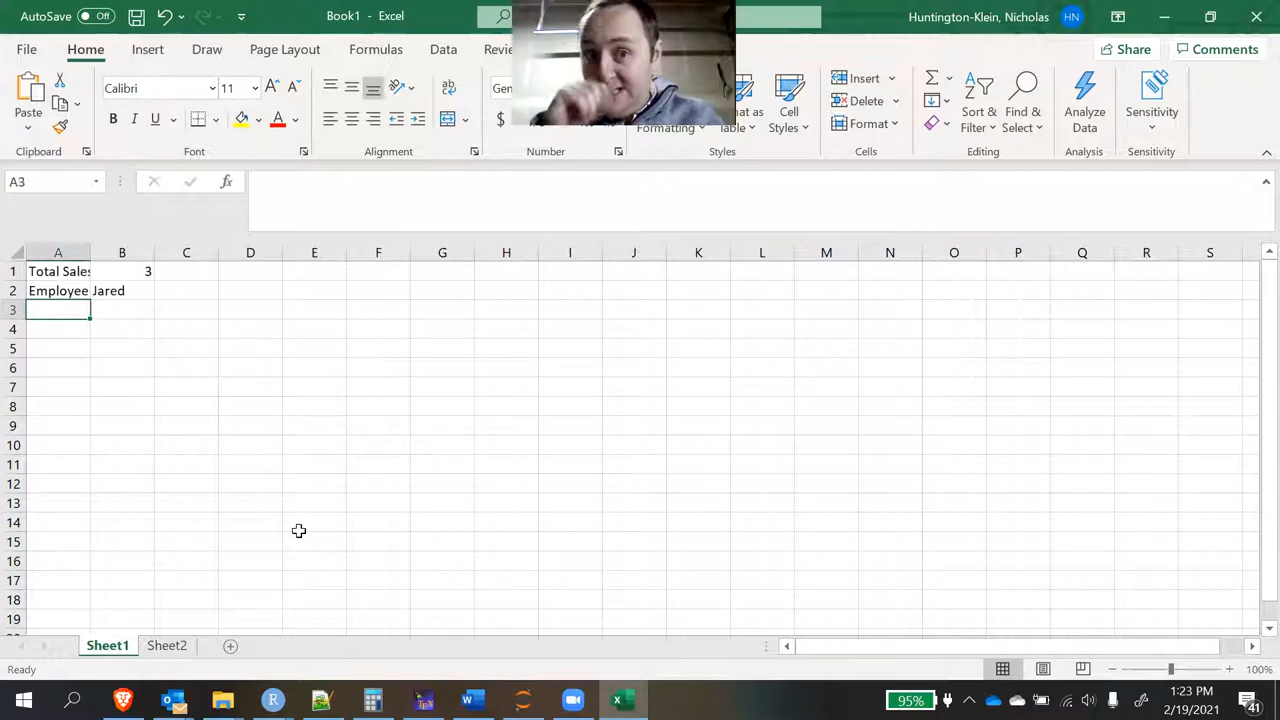 AutoSave Off Book1 - Excel Huntington-Klein, Nicholas HN
File Home Insert Draw Page Layout Formulas Data Share Comments
Paste
Calibri 11
B I U A
ab
$
Formatting
Table
Cell
Styles
Insert
Delete
Format
Sort &
Filter
Find &
Select
Analyze
Data
Sensitivity
Clipboard Font Alignment Number Styles Cells Editing Analysis Sensitivity
A3 fx
A B C D E F G H I J K L M N O P Q R S
1 Total Sales 3
2 Employee Jared
3
4
5
6
7
8
9
10
11
12
13
14
15
16
17
18
19
Sheet1 Sheet2
Ready 100%
95% 1:23 PM
2/19/2021 41